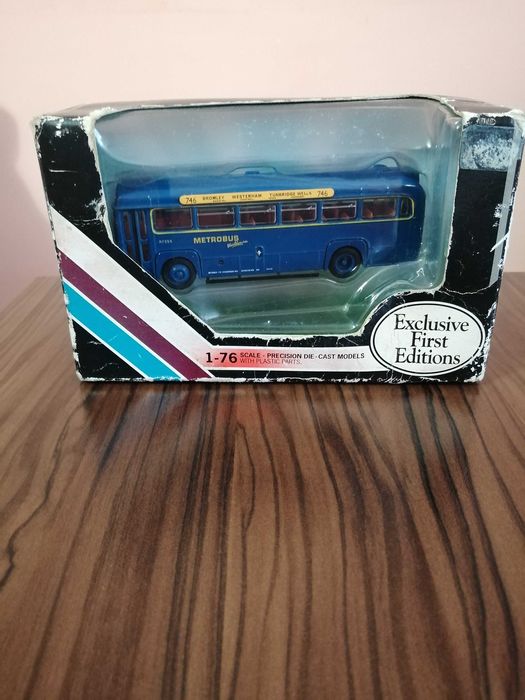 746 BROMLEY WESTERHAM TUNBRIDGE WELLS 746
METROBUS
1-76 SCALE - PRECISION DIE-CAST MODELS
WITH PLASTIC PARTS.
Exclusive
First
Editions